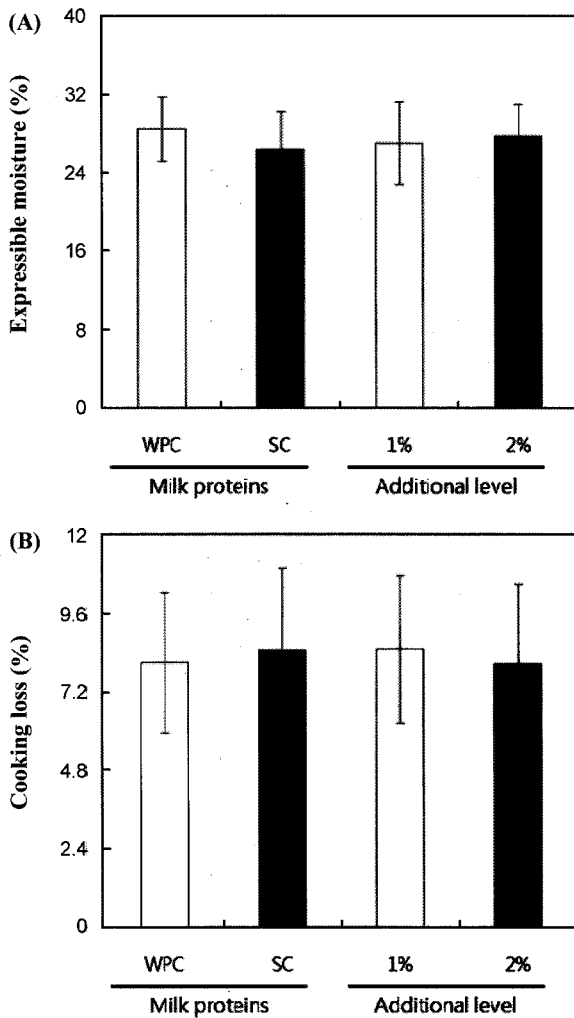 (A)
40
32
24
16
8
0
Expressible moisture (%)
WPC SC 1% 2%
Milk proteins Additional level
(B)
12
9.6
7.2
4.8
2.4
0
Cooking loss (%)
WPC SC 1% 2%
Milk proteins Additional level